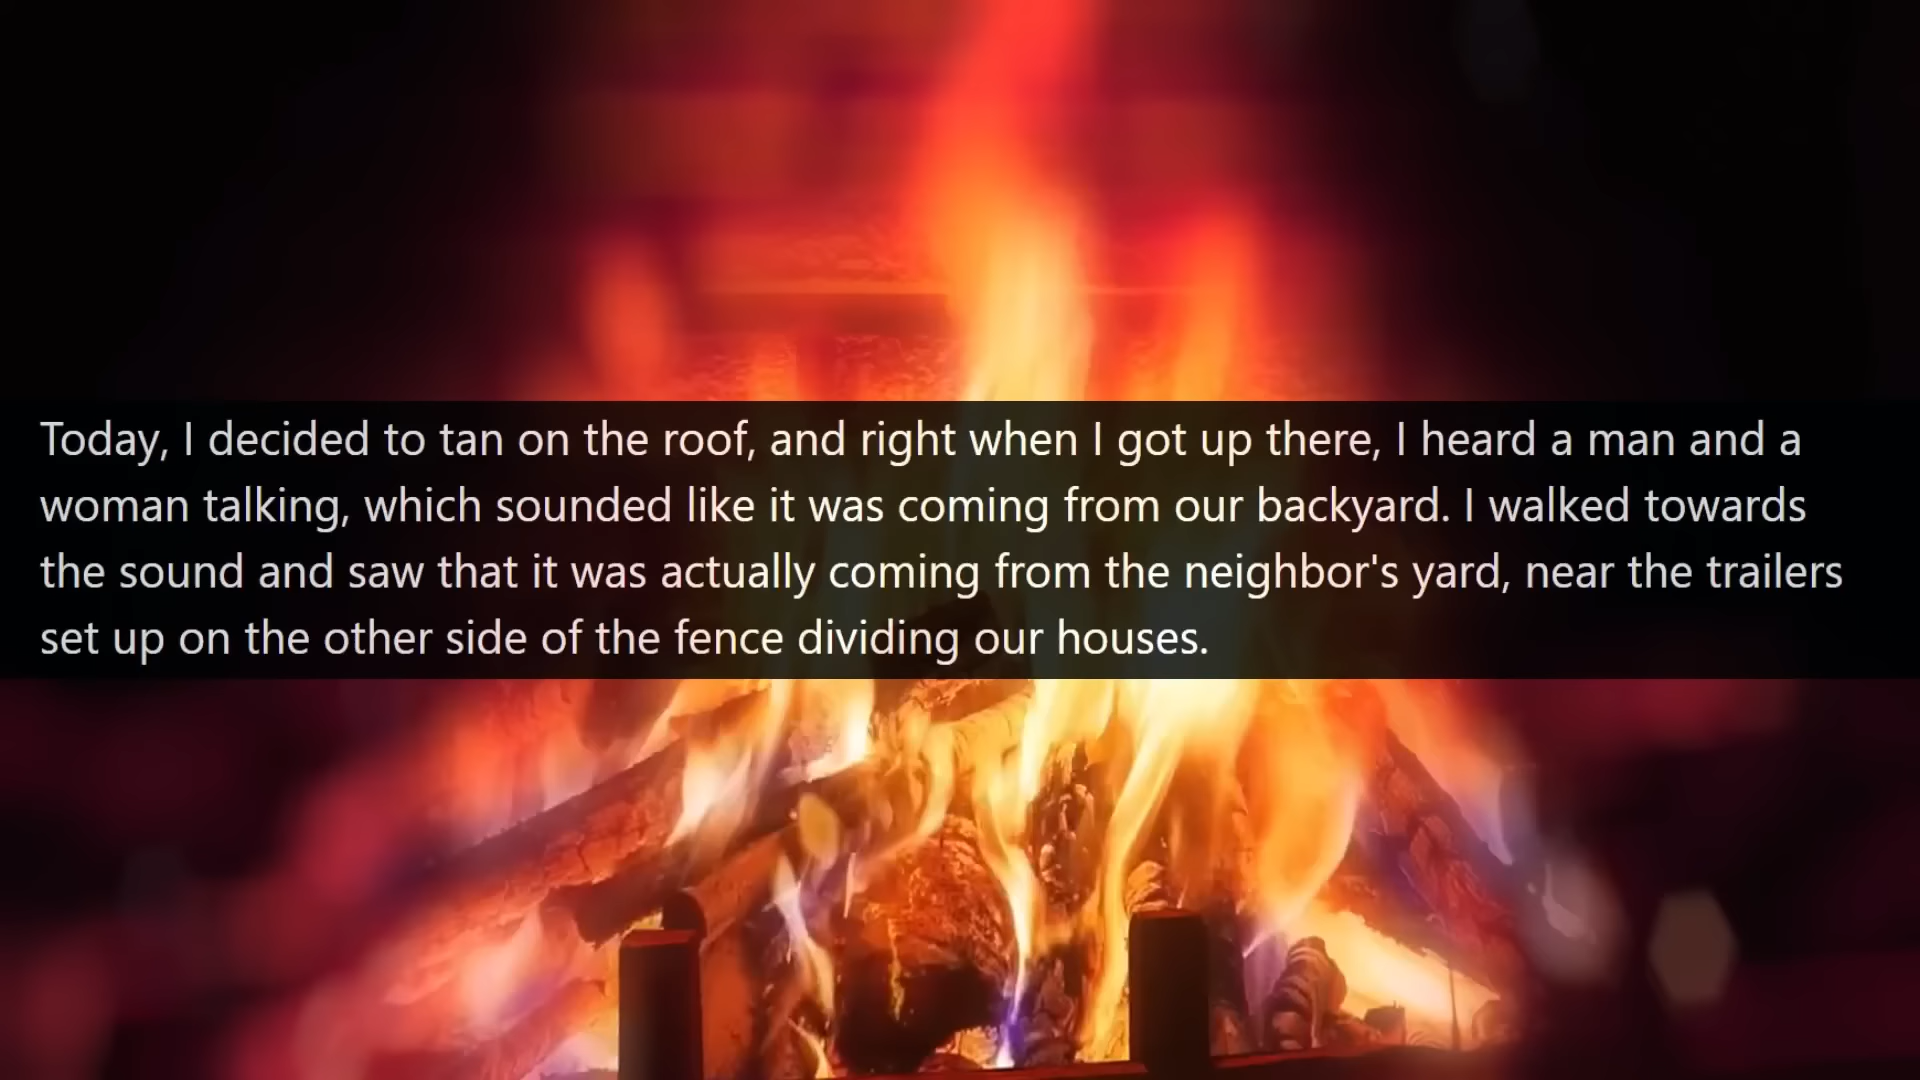 Today, I decided to tan on the roof, and right when I got up there, I heard a man and a
woman talking, which sounded like it was coming from our backyard. I walked towards
the sound and saw that it was actually coming from the neighbor's yard, near the trailers
set up on the other side of the fence dividing our houses.